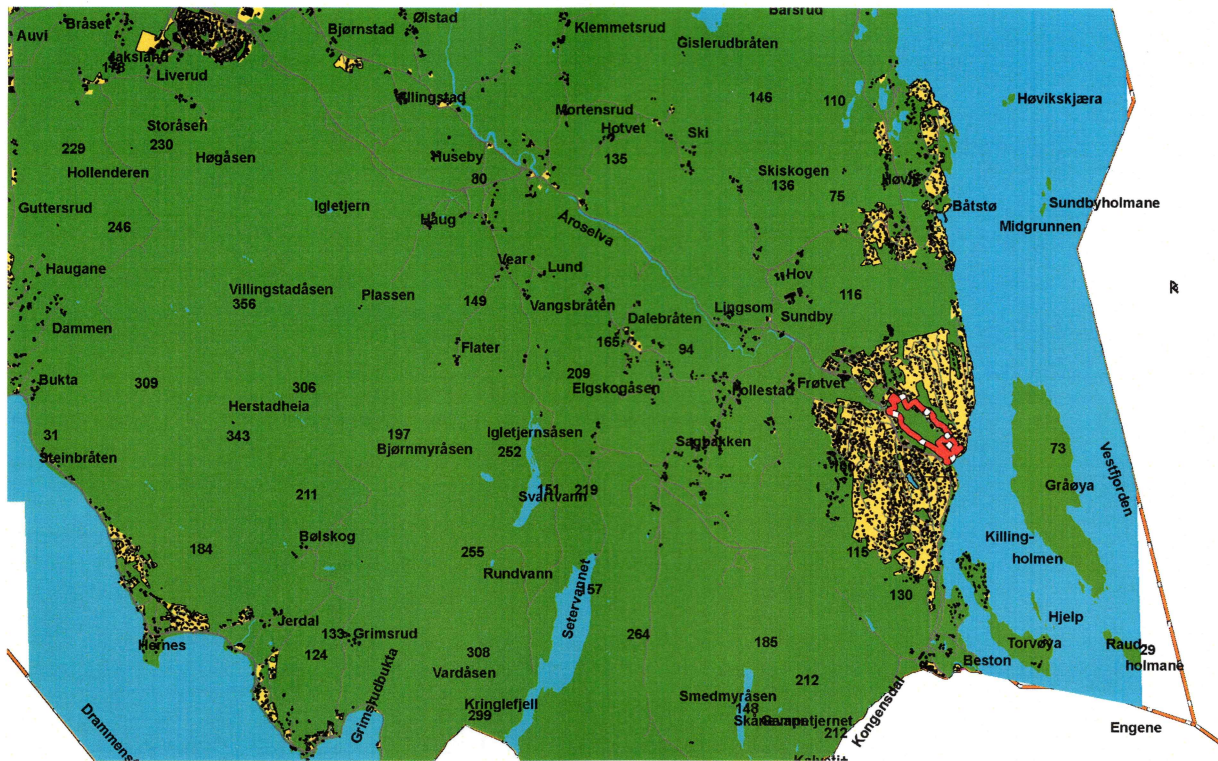 Barsrud
Ølstad
Bråset
Bjørnstad
Klemmetsrud
Auvi
Gislerudbråten
Jaksland
178
Liverud
146
110
Høvikskjæra
Mortensrud
Storåsen
Hotvet
Ski
229
230
Høgåsen
Huseby
135
Hollenderen
Skiskogen
80
136
75
Guttersrud
Igletjern
Båtstø
Sundbyholmane
246
Haug
Åroselva
Midgrunnen
Haugane
Vear
Lund
Hov
Villingstadåsen
Plassen
149
116
356
Vangsbråten
Lingsom
Sundby
Dammen
Dalebråten
165
94
Flater
Bukta
309
306
209
Elgskogåsen
Follestad
Frøtvet
Herstadheia
31
343
197
Igletjernsåsen
Sagbakken
Steinbråten
Bjørnmyråsen
252
73
Vestfjorden
211
151
219
Svartvann
Gråøya
Bølskog
Killing-
holmen
184
255
115
Rundvann
157
130
Setervannet
Jerdal
Hjelp
133
Grimsrud
264
185
Hernes
124
308
Torvøya
Raud
29
holmane
Vardåsen
Beston
212
Grimsrudbukta
Kringlefjell
Smedmyråsen
299
148
Kongensdal
212
Engene